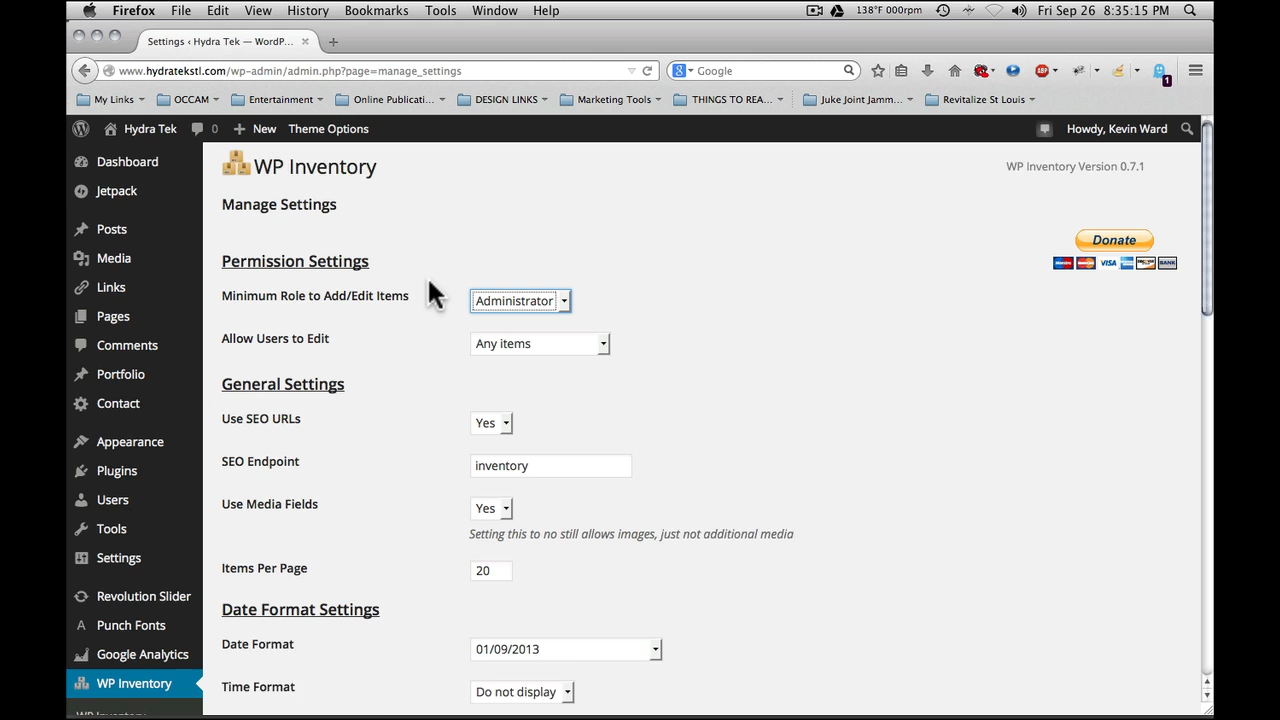 Firefox File Edit View History Bookmarks Tools Window Help 138°F 000rpm Fri Sep 26 8:35:15 PM
Settings ‹ Hydra Tek — WordP...
www.hydratekstl.com/wp-admin/admin.php?page=manage_settings Google ABP 1
My Links OCCAM Entertainment Online Publicati... DESIGN LINKS Marketing Tools THINGS TO REA... Juke Joint Jamm... Revitalize St Louis
Hydra Tek 0 New Theme Options Howdy, Kevin Ward
Dashboard
Jetpack
Posts
Media
Links
Pages
Comments
Portfolio
Contact
Appearance
Plugins
Users
Tools
Settings
Revolution Slider
Punch Fonts
Google Analytics
WP Inventory
WP Inventory
WP Inventory
WP Inventory Version 0.7.1
Manage Settings
Donate
VISA
BANK
Permission Settings
Minimum Role to Add/Edit Items Administrator
Allow Users to Edit Any items
General Settings
Use SEO URLs Yes
SEO Endpoint inventory
Use Media Fields Yes
Setting this to no still allows images, just not additional media
Items Per Page 20
Date Format Settings
Date Format 01/09/2013
Time Format Do not display